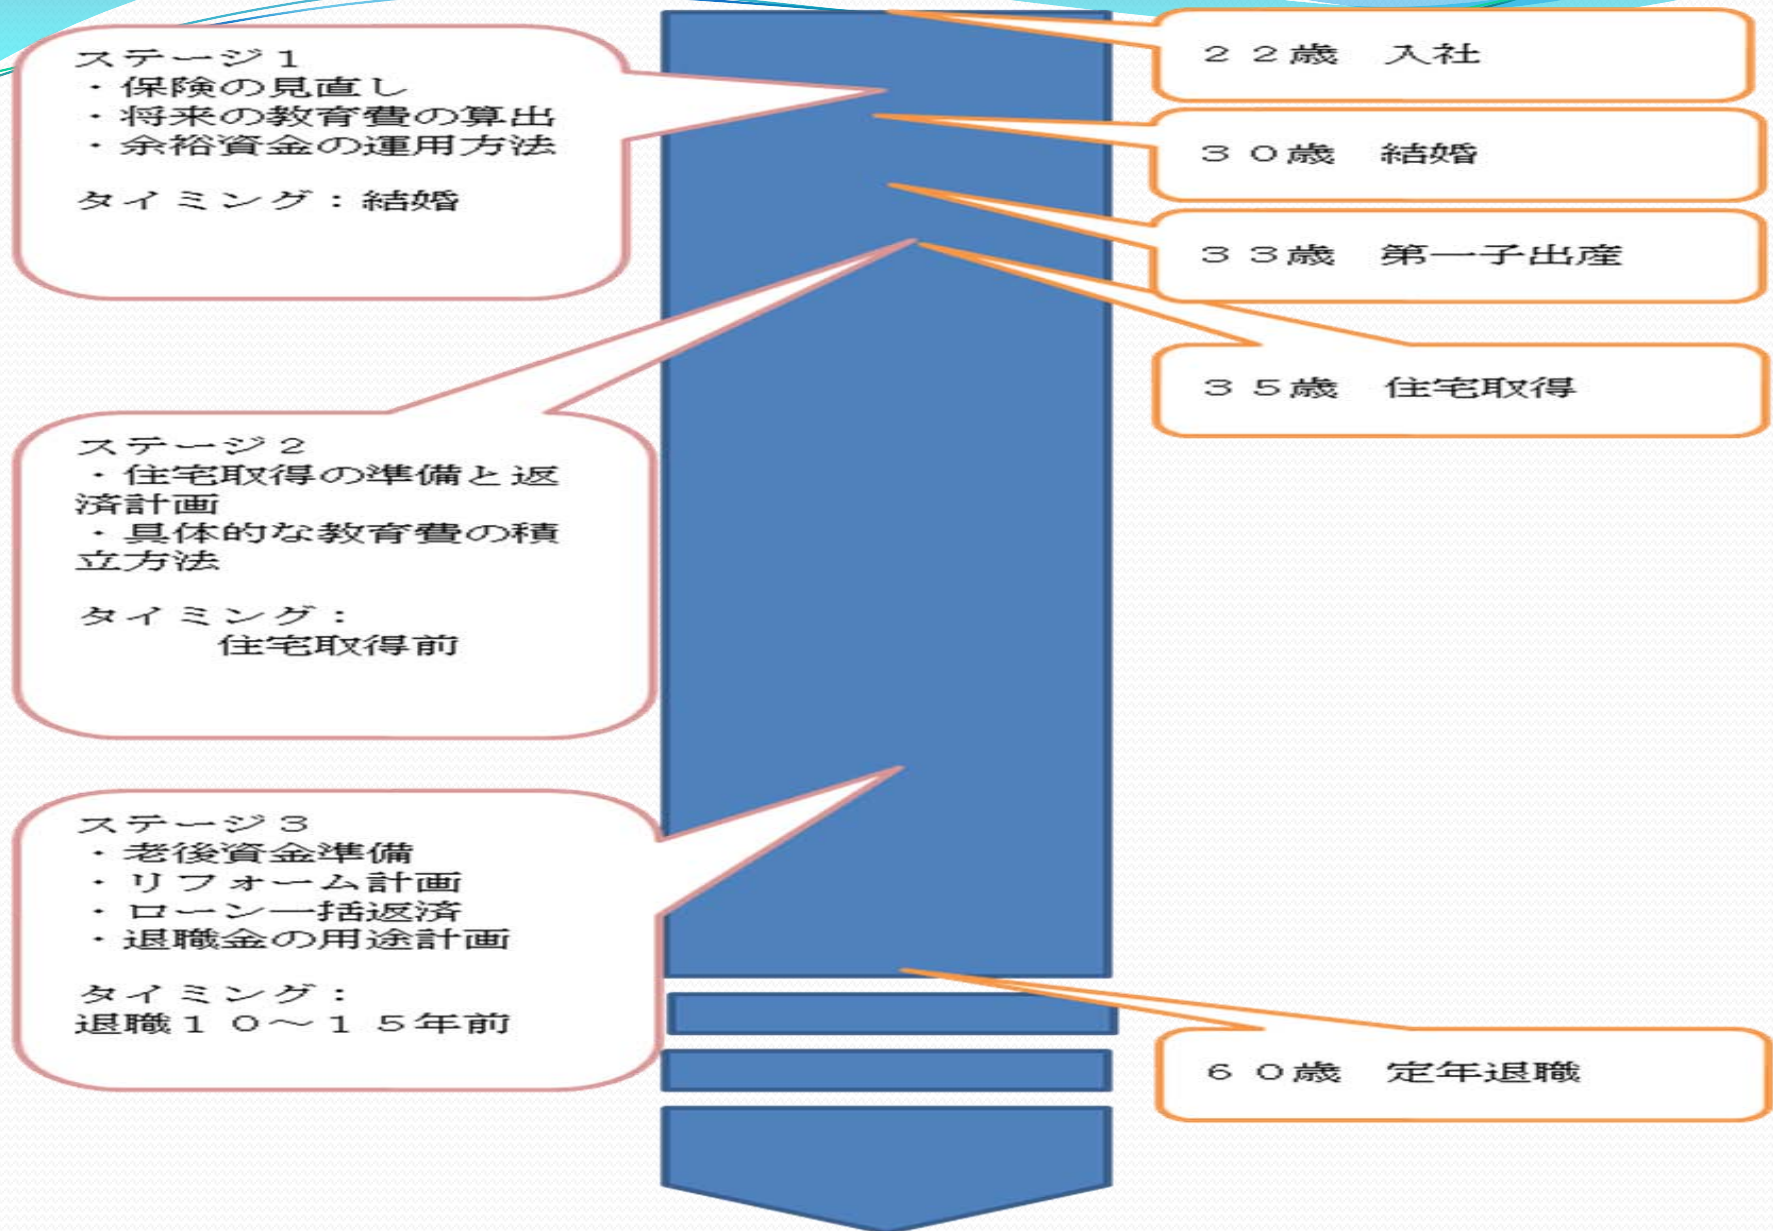 ステージ１
・保険の見直し
・将来の教育費の算出
・余裕資金の運用方法
タイミング：結婚
ステージ２
・住宅取得の準備と返
済計画
・具体的な教育費の積
立方法
タイミング：
住宅取得前
ステージ３
・老後資金準備
・リフォーム計画
・ローン一括返済
・退職金の用途計画
タイミング：
退職１０～１５年前
２２歳　入社
３０歳　結婚
３３歳　第一子出産
３５歳　住宅取得
６０歳　定年退職